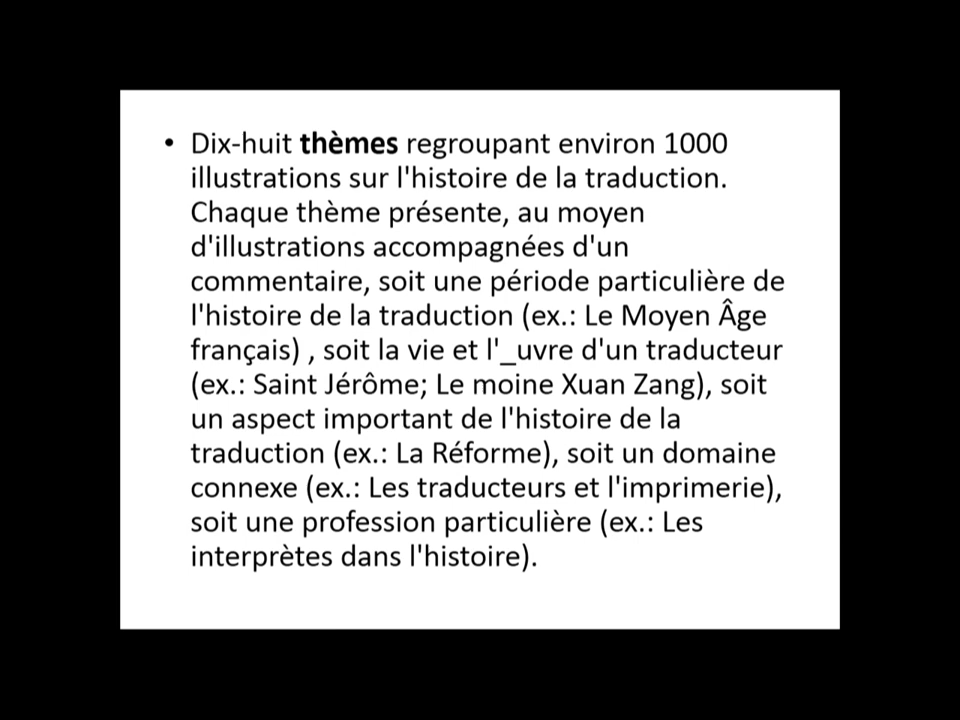 • Dix-huit thèmes regroupant environ 1000
illustrations sur l'histoire de la traduction.
Chaque thème présente, au moyen
d'illustrations accompagnées d'un
commentaire, soit une période particulière de
l'histoire de la traduction (ex.: Le Moyen Âge
français) , soit la vie et l'_uvre d'un traducteur
(ex.: Saint Jérôme; Le moine Xuan Zang), soit
un aspect important de l'histoire de la
traduction (ex.: La Réforme), soit un domaine
connexe (ex.: Les traducteurs et l'imprimerie),
soit une profession particulière (ex.: Les
interprètes dans l'histoire).